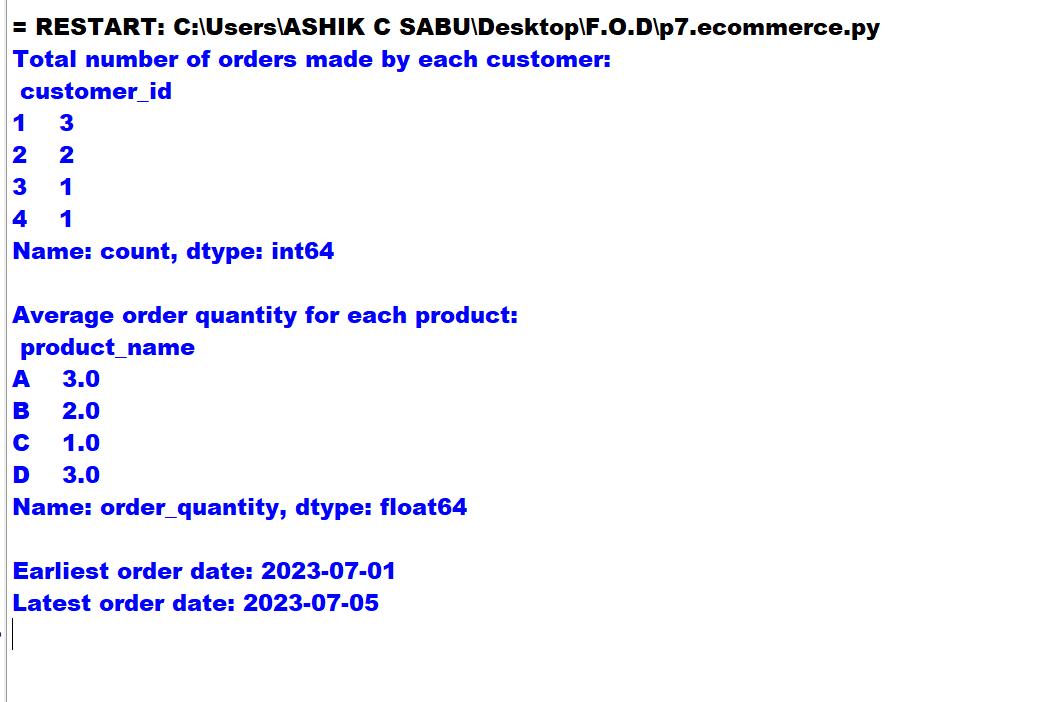 = RESTART: C:\Users\ASHIK C SABU\Desktop\F.O.D\p7.ecommerce.py
Total number of orders made by each customer:
 customer_id
1    3
2    2
3    1
4    1
Name: count, dtype: int64

Average order quantity for each product:
 product_name
A    3.0
B    2.0
C    1.0
D    3.0
Name: order_quantity, dtype: float64

Earliest order date: 2023-07-01
Latest order date: 2023-07-05